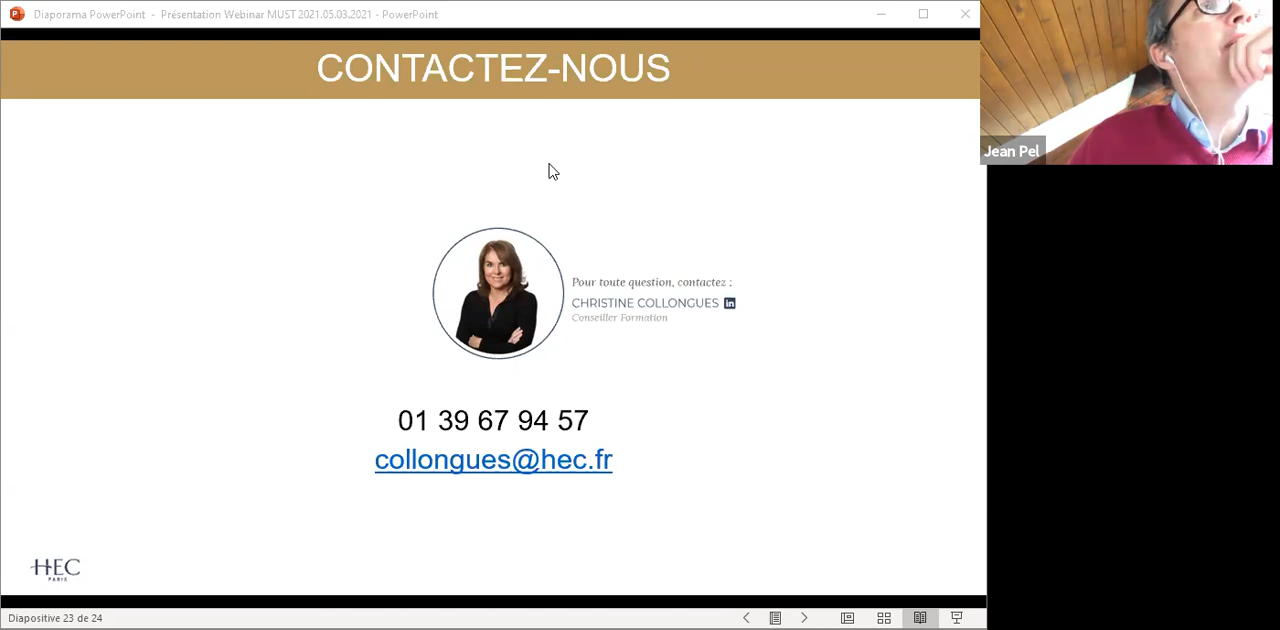 Diaporama PowerPoint - Présentation Webinar MUST 2021.05.03.2021 - PowerPoint
CONTACTEZ-NOUS
Jean Pel
Pour toute question, contactez :
CHRISTINE COLLONGUES in
Conseiller Formation
01 39 67 94 57
collongues@hec.fr
HEC
PARIS
Diapositive 23 de 24